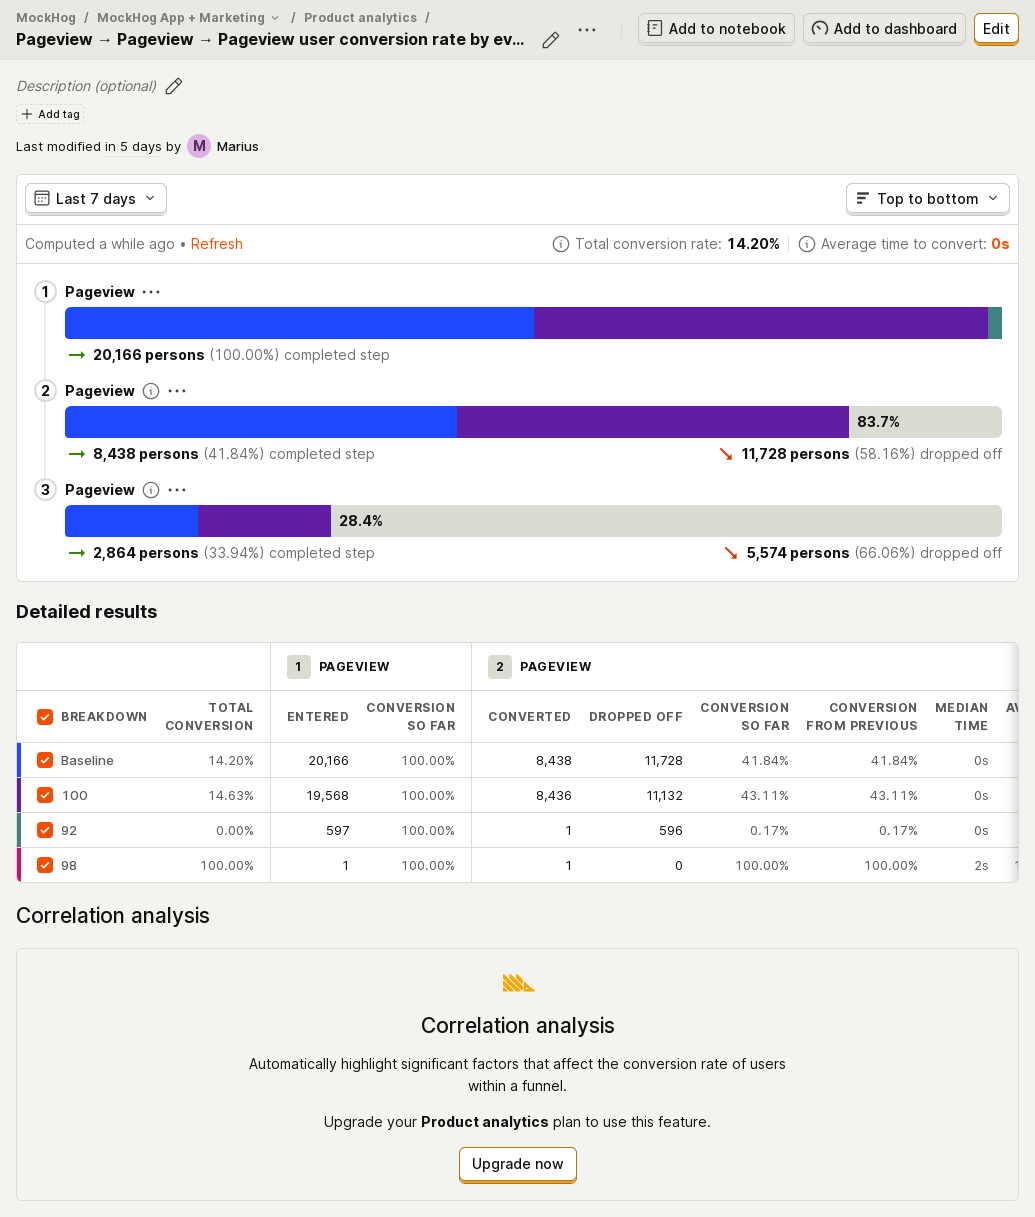 MockHog / MockHog App + Marketing / Product analytics /
Pageview → Pageview → Pageview user conversion rate by ev...
Add to notebook
Add to dashboard
Edit
Description (optional)
Add tag
Last modified in 5 days by M Marius
Last 7 days
Top to bottom
Computed a while ago • Refresh
Total conversion rate: 14.20%
Average time to convert: 0s
1 Pageview
20,166 persons (100.00%) completed step
2 Pageview
83.7%
8,438 persons (41.84%) completed step
11,728 persons (58.16%) dropped off
3 Pageview
28.4%
2,864 persons (33.94%) completed step
5,574 persons (66.06%) dropped off
Detailed results
1 PAGEVIEW
2 PAGEVIEW
BREAKDOWN
TOTAL
CONVERSION
ENTERED
CONVERSION
SO FAR
CONVERTED
DROPPED OFF
CONVERSION
SO FAR
CONVERSION
FROM PREVIOUS
MEDIAN
TIME
Baseline 14.20% 20,166 100.00% 8,438 11,728 41.84% 41.84% 0s
100 14.63% 19,568 100.00% 8,436 11,132 43.11% 43.11% 0s
92 0.00% 597 100.00% 1 596 0.17% 0.17% 0s
98 100.00% 1 100.00% 1 0 100.00% 100.00% 2s
Correlation analysis
Correlation analysis
Automatically highlight significant factors that affect the conversion rate of users
within a funnel.
Upgrade your Product analytics plan to use this feature.
Upgrade now